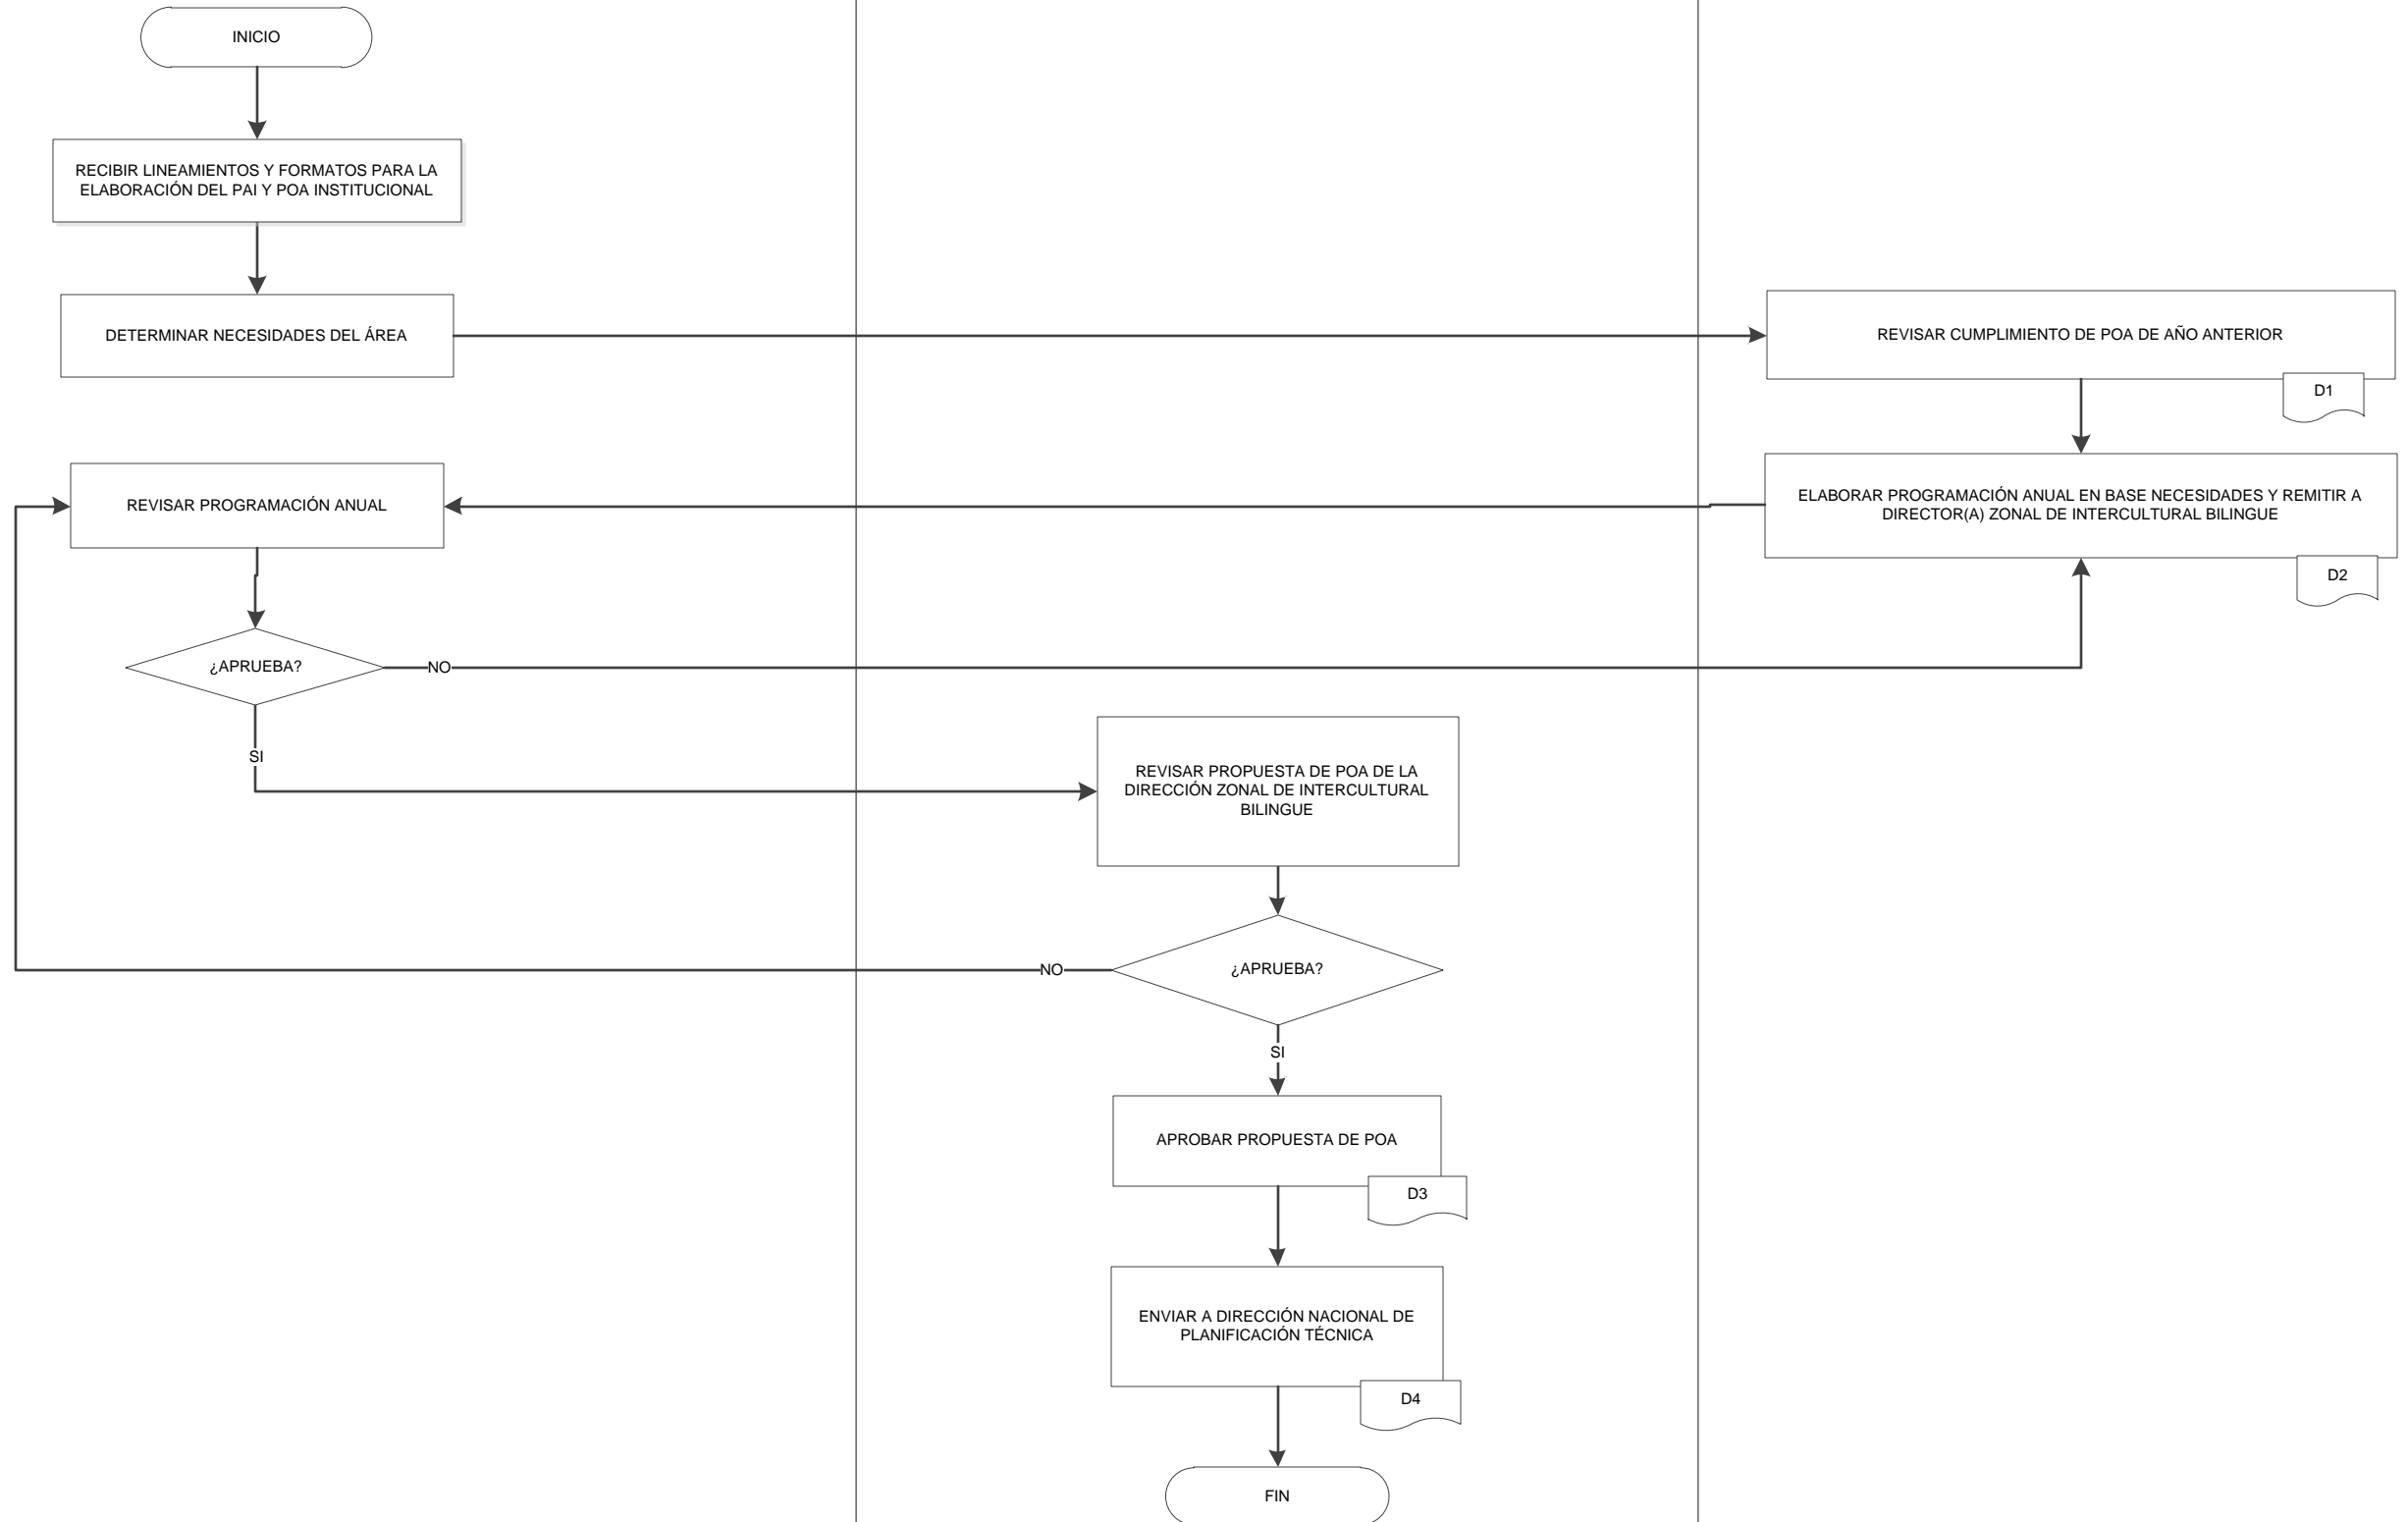 INICIO
RECIBIR LINEAMIENTOS Y FORMATOS PARA LA
ELABORACIÓN DEL PAI Y POA INSTITUCIONAL
DETERMINAR NECESIDADES DEL ÁREA
REVISAR CUMPLIMIENTO DE POA DE AÑO ANTERIOR
D1
REVISAR PROGRAMACIÓN ANUAL
ELABORAR PROGRAMACIÓN ANUAL EN BASE NECESIDADES Y REMITIR A
DIRECTOR(A) ZONAL DE INTERCULTURAL BILINGUE
D2
¿APRUEBA?
NO
SI
REVISAR PROPUESTA DE POA DE LA
DIRECCIÓN ZONAL DE INTERCULTURAL
BILINGUE
NO
¿APRUEBA?
SI
APROBAR PROPUESTA DE POA
D3
ENVIAR A DIRECCIÓN NACIONAL DE
PLANIFICACIÓN TÉCNICA
D4
FIN